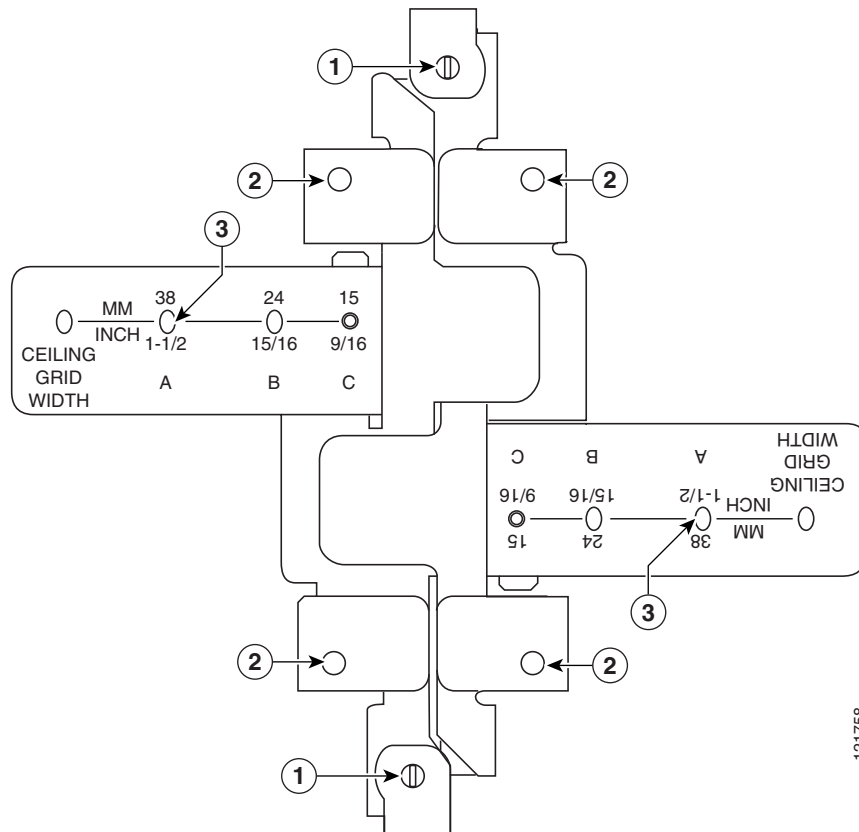 1
2
2
3
38
24
15
MM
INCH
1-1/2
15/16
9/16
CEILING
GRID
WIDTH
A
B
C
CEILING
GRID
WIDTH
A
B
C
INCH
1-1/2
15/16
9/16
MM
38
24
15
3
2
2
1
121758